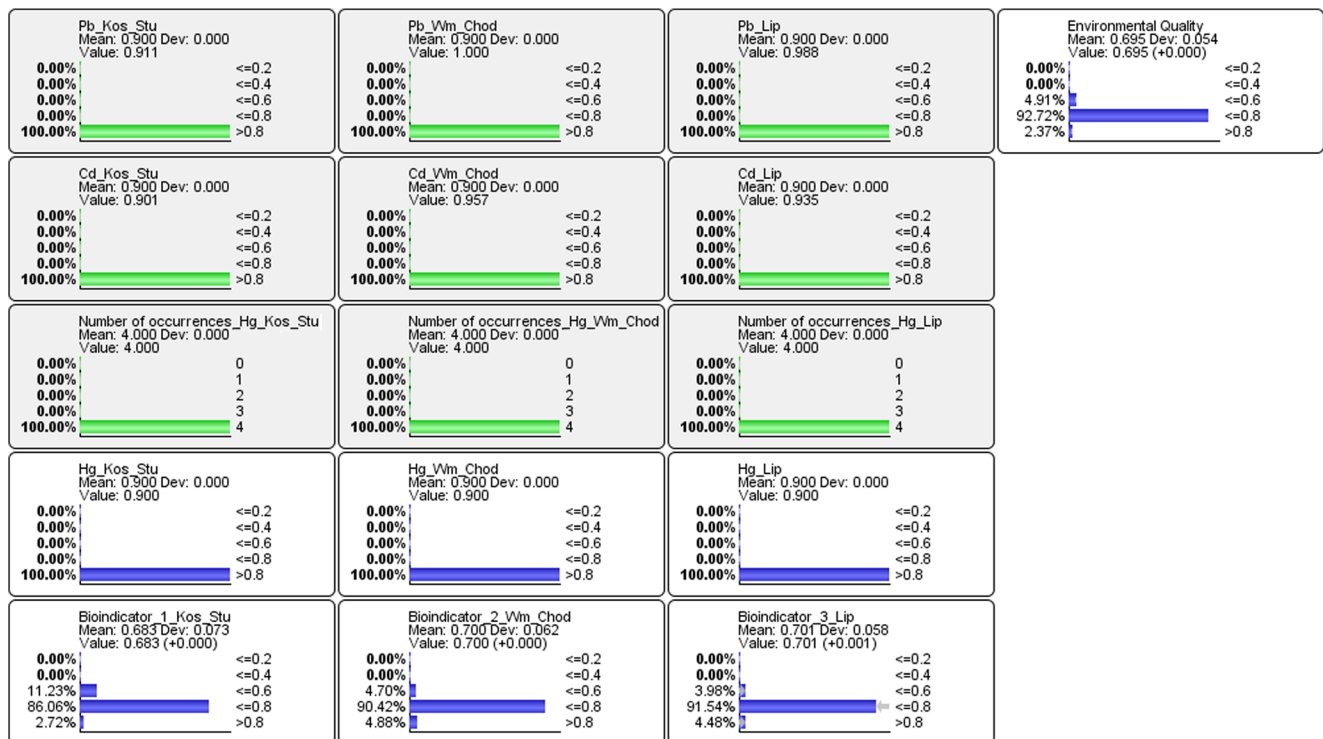 Pb_Kos_Stu
Mean: 0.900 Dev: 0.000
Value: 0.911
0.00% <=0.2
0.00% <=0.4
0.00% <=0.6
0.00% <=0.8
100.00% >0.8
Pb_Wm_Chod
Mean: 0.900 Dev: 0.000
Value: 1.000
0.00% <=0.2
0.00% <=0.4
0.00% <=0.6
0.00% <=0.8
100.00% >0.8
Pb_Lip
Mean: 0.900 Dev: 0.000
Value: 0.988
0.00% <=0.2
0.00% <=0.4
0.00% <=0.6
0.00% <=0.8
100.00% >0.8
Environmental Quality
Mean: 0.695 Dev: 0.054
Value: 0.695 (+0.000)
0.00% <=0.2
0.00% <=0.4
4.91% <=0.6
92.72% <=0.8
2.37% >0.8
Cd_Kos_Stu
Mean: 0.900 Dev: 0.000
Value: 0.901
0.00% <=0.2
0.00% <=0.4
0.00% <=0.6
0.00% <=0.8
100.00% >0.8
Cd_Wm_Chod
Mean: 0.900 Dev: 0.000
Value: 0.957
0.00% <=0.2
0.00% <=0.4
0.00% <=0.6
0.00% <=0.8
100.00% >0.8
Cd_Lip
Mean: 0.900 Dev: 0.000
Value: 0.935
0.00% <=0.2
0.00% <=0.4
0.00% <=0.6
0.00% <=0.8
100.00% >0.8
Number of occurrences_Hg_Kos_Stu
Mean: 4.000 Dev: 0.000
Value: 4.000
0.00% 0
0.00% 1
0.00% 2
0.00% 3
100.00% 4
Number of occurrences_Hg_Wm_Chod
Mean: 4.000 Dev: 0.000
Value: 4.000
0.00% 0
0.00% 1
0.00% 2
0.00% 3
100.00% 4
Number of occurrences_Hg_Lip
Mean: 4.000 Dev: 0.000
Value: 4.000
0.00% 0
0.00% 1
0.00% 2
0.00% 3
100.00% 4
Hg_Kos_Stu
Mean: 0.900 Dev: 0.000
Value: 0.900
0.00% <=0.2
0.00% <=0.4
0.00% <=0.6
0.00% <=0.8
100.00% >0.8
Hg_Wm_Chod
Mean: 0.900 Dev: 0.000
Value: 0.900
0.00% <=0.2
0.00% <=0.4
0.00% <=0.6
0.00% <=0.8
100.00% >0.8
Hg_Lip
Mean: 0.900 Dev: 0.000
Value: 0.900
0.00% <=0.2
0.00% <=0.4
0.00% <=0.6
0.00% <=0.8
100.00% >0.8
Bioindicator_1_Kos_Stu
Mean: 0.683 Dev: 0.073
Value: 0.683 (+0.000)
0.00% <=0.2
0.00% <=0.4
11.23% <=0.6
86.06% <=0.8
2.72% >0.8
Bioindicator_2_Wm_Chod
Mean: 0.700 Dev: 0.062
Value: 0.700 (+0.000)
0.00% <=0.2
0.00% <=0.4
4.70% <=0.6
90.42% <=0.8
4.88% >0.8
Bioindicator_3_Lip
Mean: 0.701 Dev: 0.058
Value: 0.701 (+0.001)
0.00% <=0.2
0.00% <=0.4
3.98% <=0.6
91.54% <=0.8
4.48% >0.8